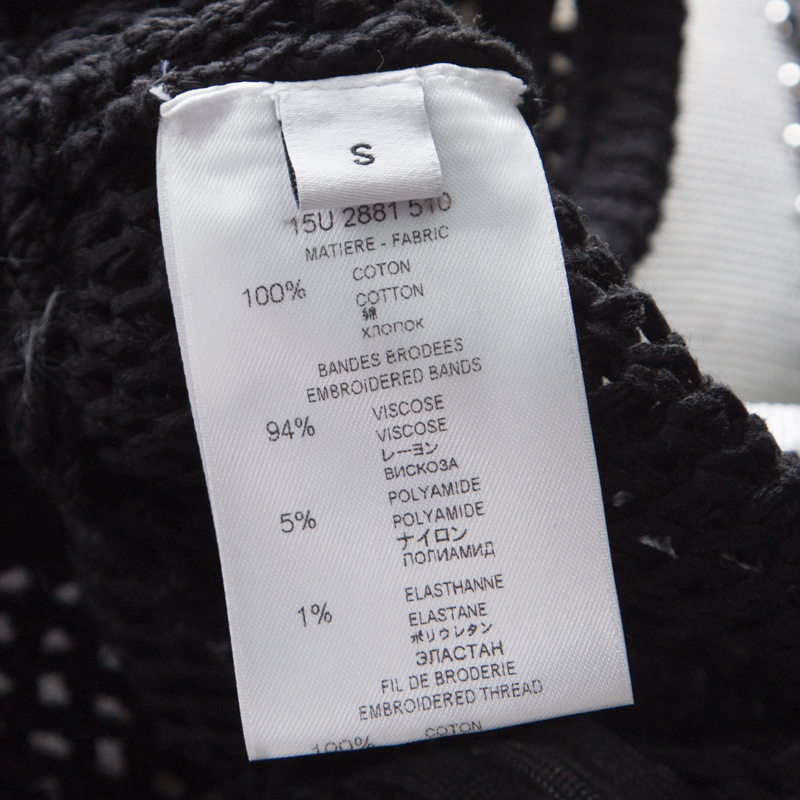 S
15U 2881 510
MATIERE - FABRIC
100% COTON
COTTON
綿
ХЛОПОК
BANDES BRODEES
EMBROIDERED BANDS
94% VISCOSE
VISCOSE
レーヨン
ВИСКОЗА
5% POLYAMIDE
POLYAMIDE
ナイロン
ПОЛИАМИД
1% ELASTHANNE
ELASTANE
ポリウレタン
ЭЛАСТАН
FIL DE BRODERIE
EMBROIDERED THREAD
100% COTON